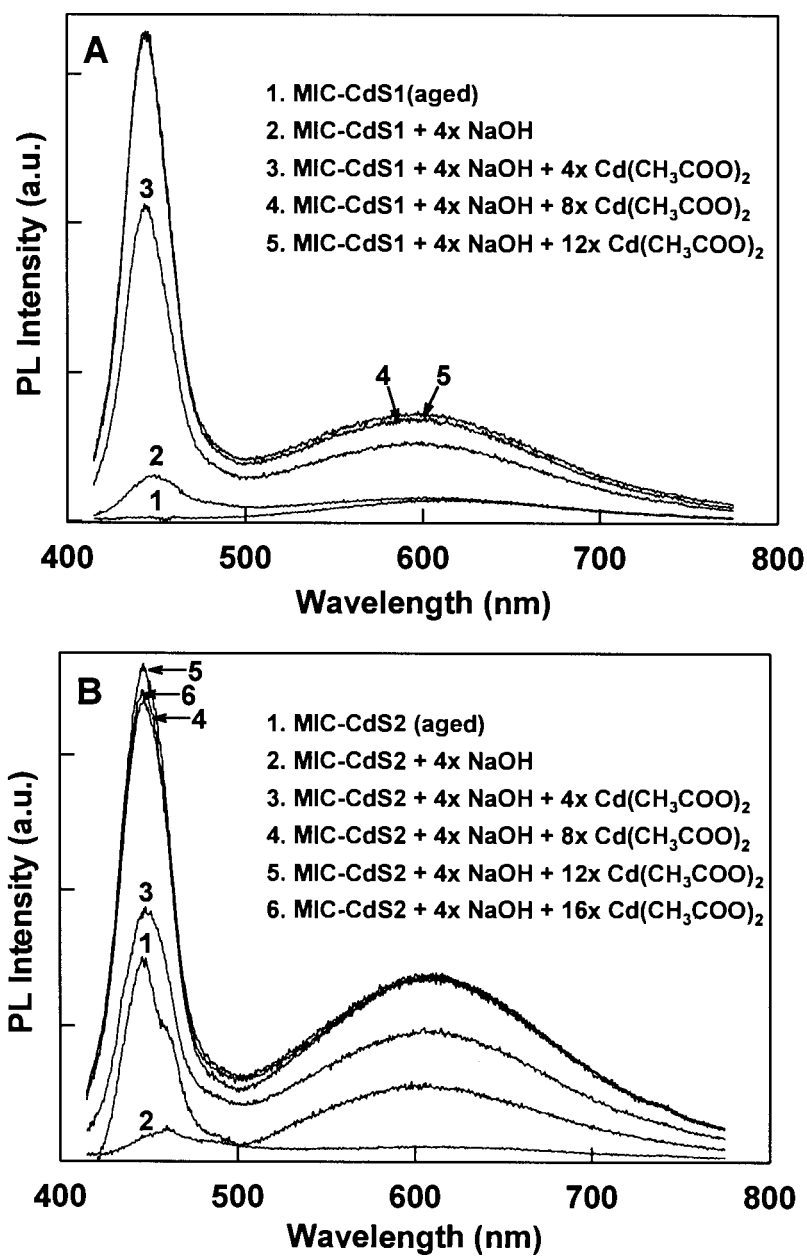 A
1. MIC-CdS1(aged)
2. MIC-CdS1 + 4x NaOH
3. MIC-CdS1 + 4x NaOH + 4x Cd(CH₃COO)₂
4. MIC-CdS1 + 4x NaOH + 8x Cd(CH₃COO)₂
5. MIC-CdS1 + 4x NaOH + 12x Cd(CH₃COO)₂
3
4 5
2
1
PL Intensity (a.u.)
400 500 600 700 800
Wavelength (nm)
B
5
6
4
1. MIC-CdS2 (aged)
2. MIC-CdS2 + 4x NaOH
3. MIC-CdS2 + 4x NaOH + 4x Cd(CH₃COO)₂
4. MIC-CdS2 + 4x NaOH + 8x Cd(CH₃COO)₂
5. MIC-CdS2 + 4x NaOH + 12x Cd(CH₃COO)₂
6. MIC-CdS2 + 4x NaOH + 16x Cd(CH₃COO)₂
3
1
2
PL Intensity (a.u.)
400 500 600 700 800
Wavelength (nm)